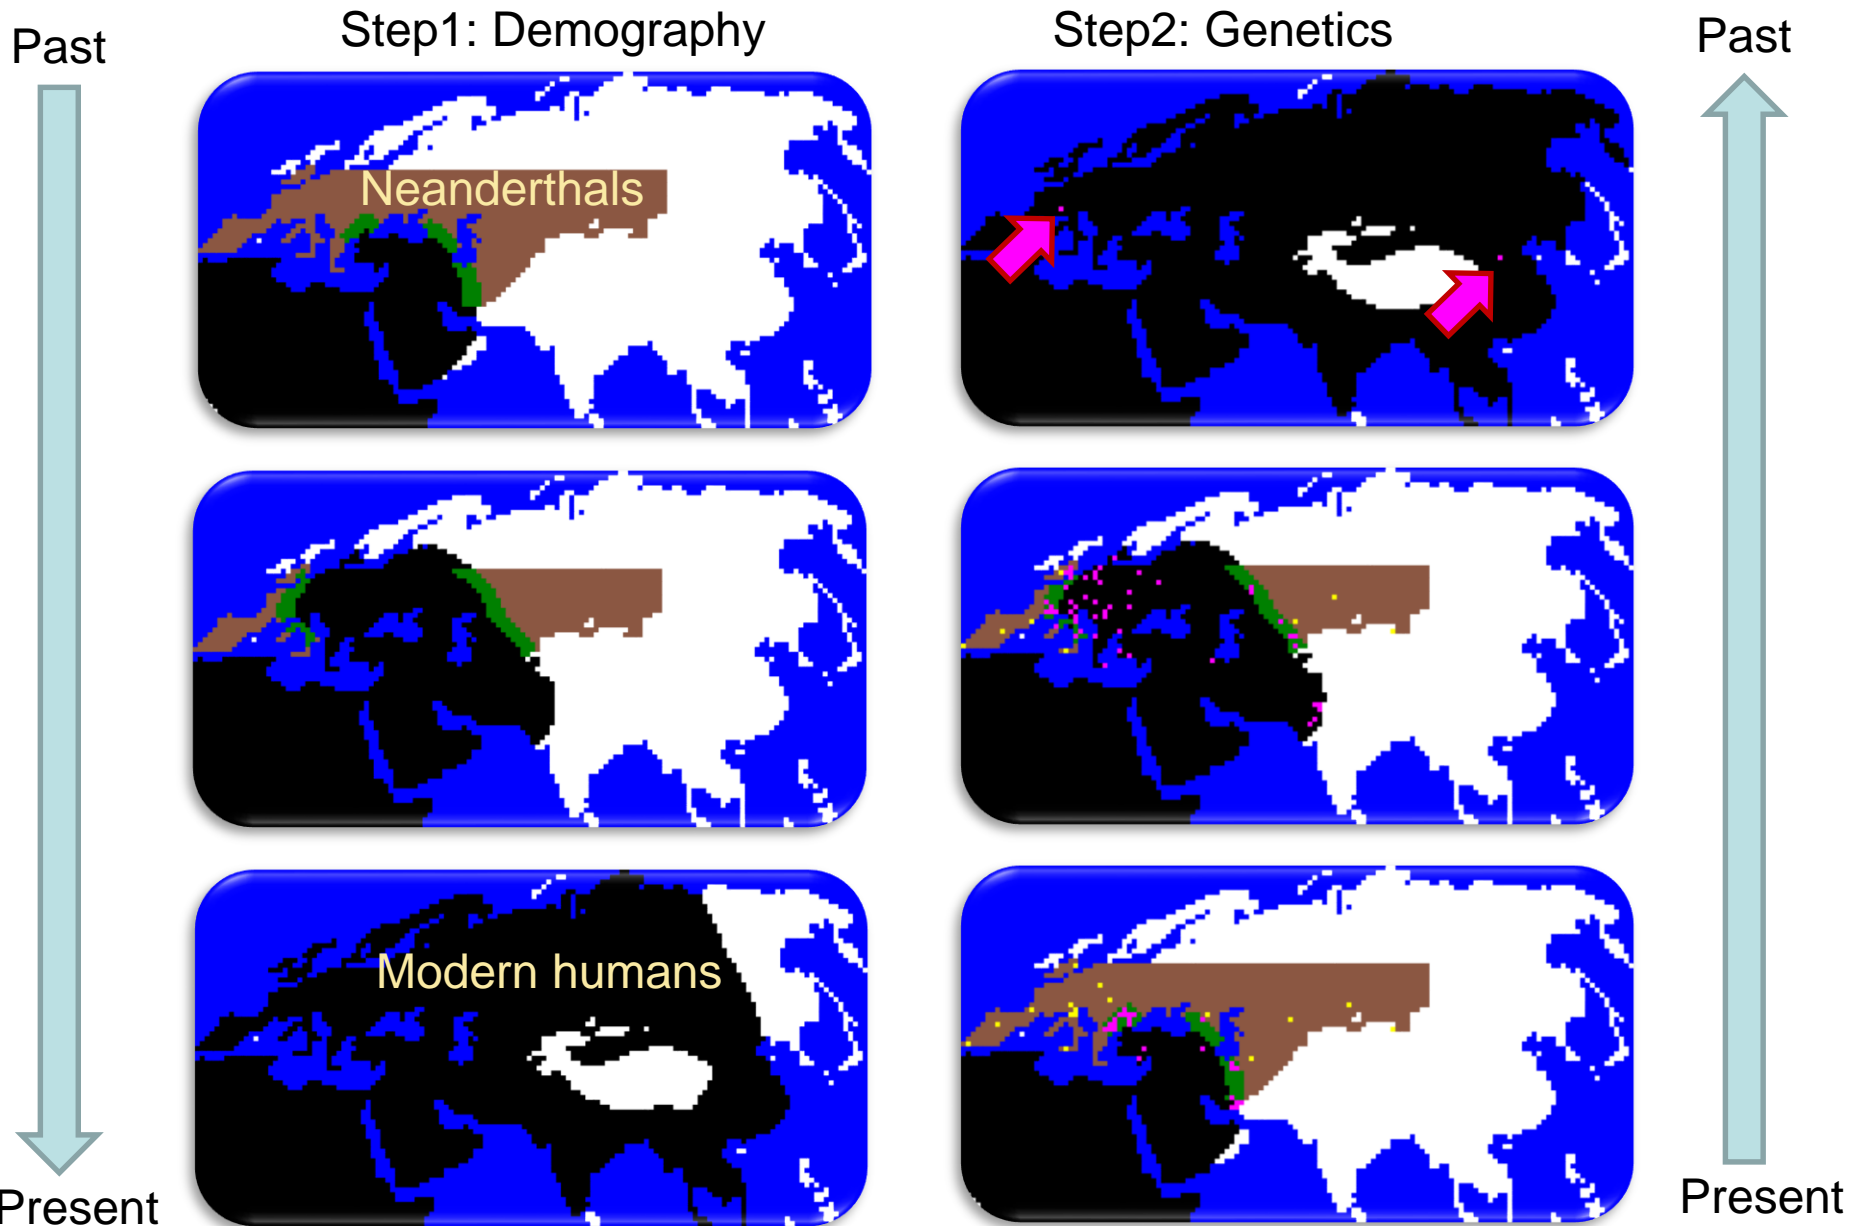 Past
Step1: Demography
Step2: Genetics
Past
Neanderthals
Modern humans
Present
Present